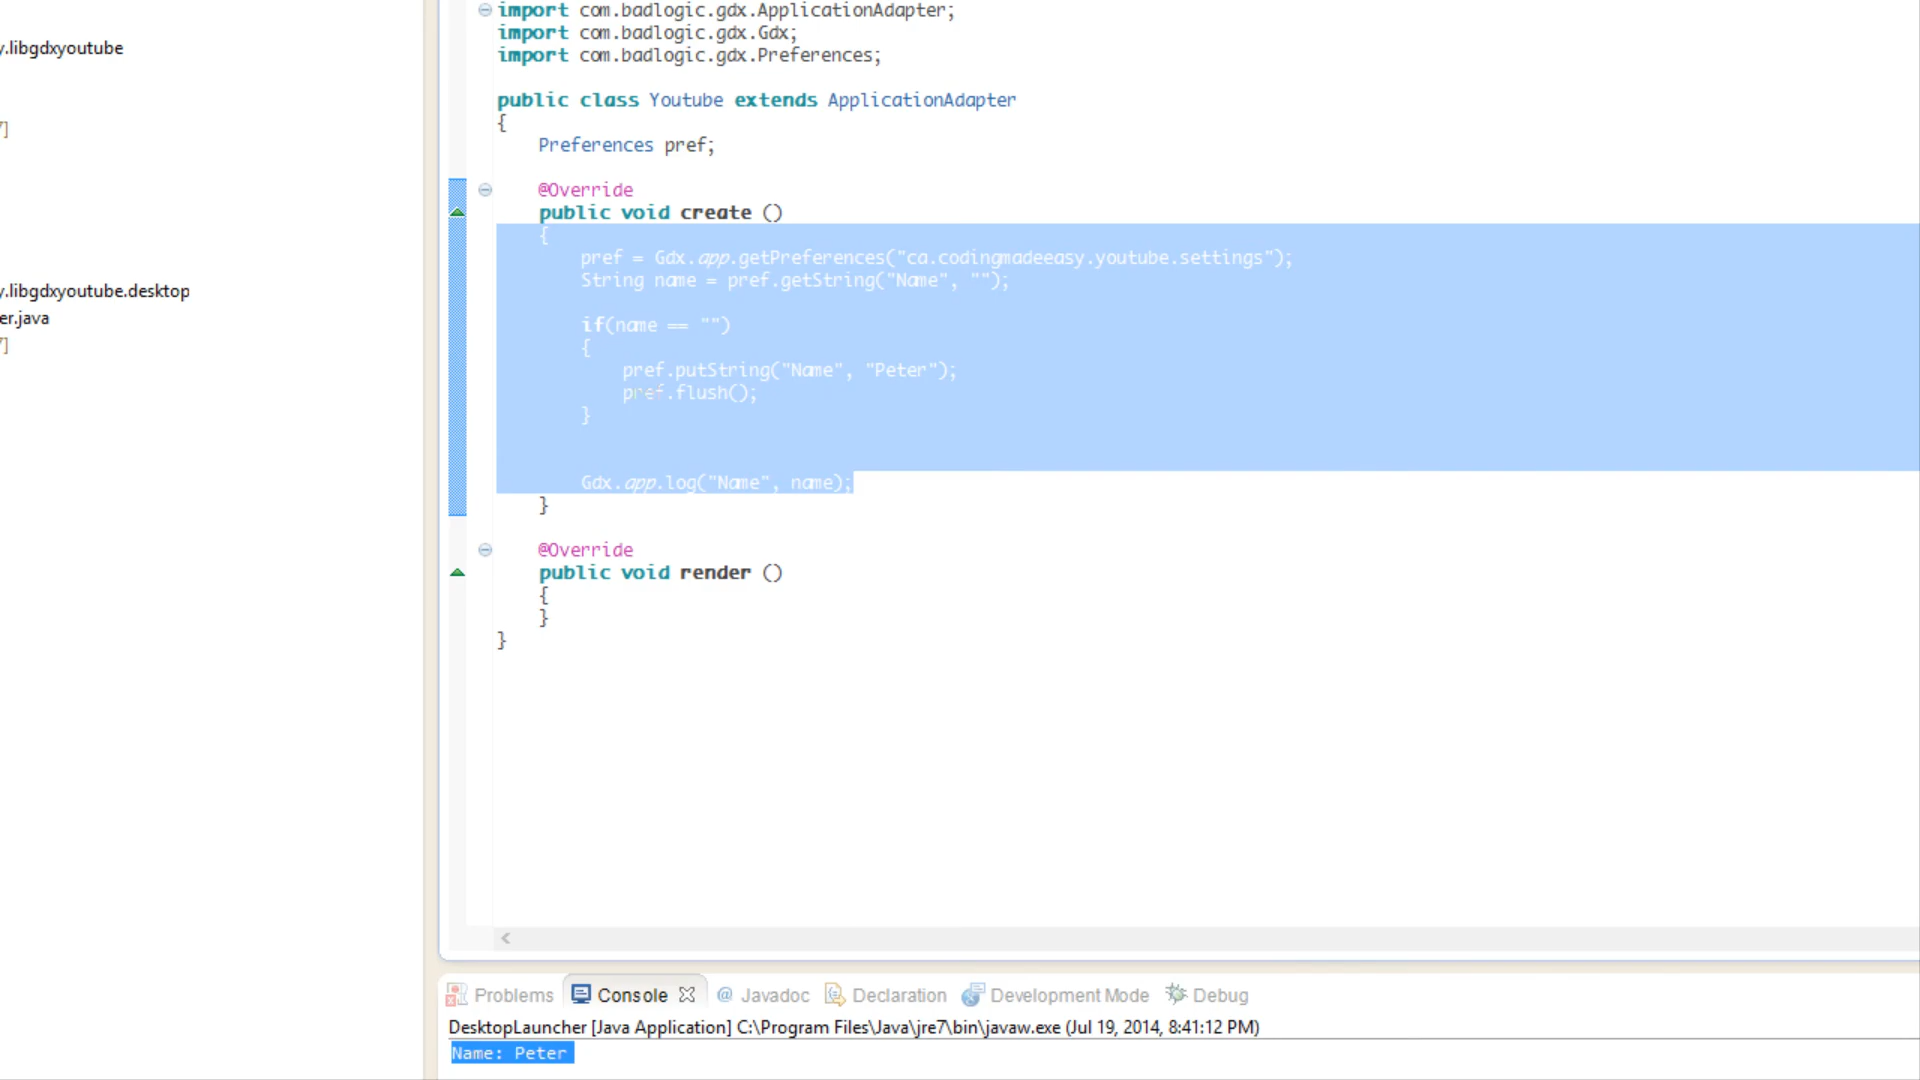 y.libgdxyoutube
7]
y.libgdxyoutube.desktop
er.java
7]
import com.badlogic.gdx.ApplicationAdapter;
import com.badlogic.gdx.Gdx;
import com.badlogic.gdx.Preferences;
public class Youtube extends ApplicationAdapter
{
Preferences pref;
@Override
public void create ()
{
pref = Gdx.app.getPreferences("ca.codingmadeeasy.youtube.settings");
String name = pref.getString("Name", "");
if(name == "")
{
pref.putString("Name", "Peter");
pref.flush();
}
Gdx.app.log("Name", name);
}
@Override
public void render ()
{
}
}
Problems Console Javadoc Declaration Development Mode Debug
DesktopLauncher [Java Application] C:\Program Files\Java\jre7\bin\javaw.exe (Jul 19, 2014, 8:41:12 PM)
Name: Peter